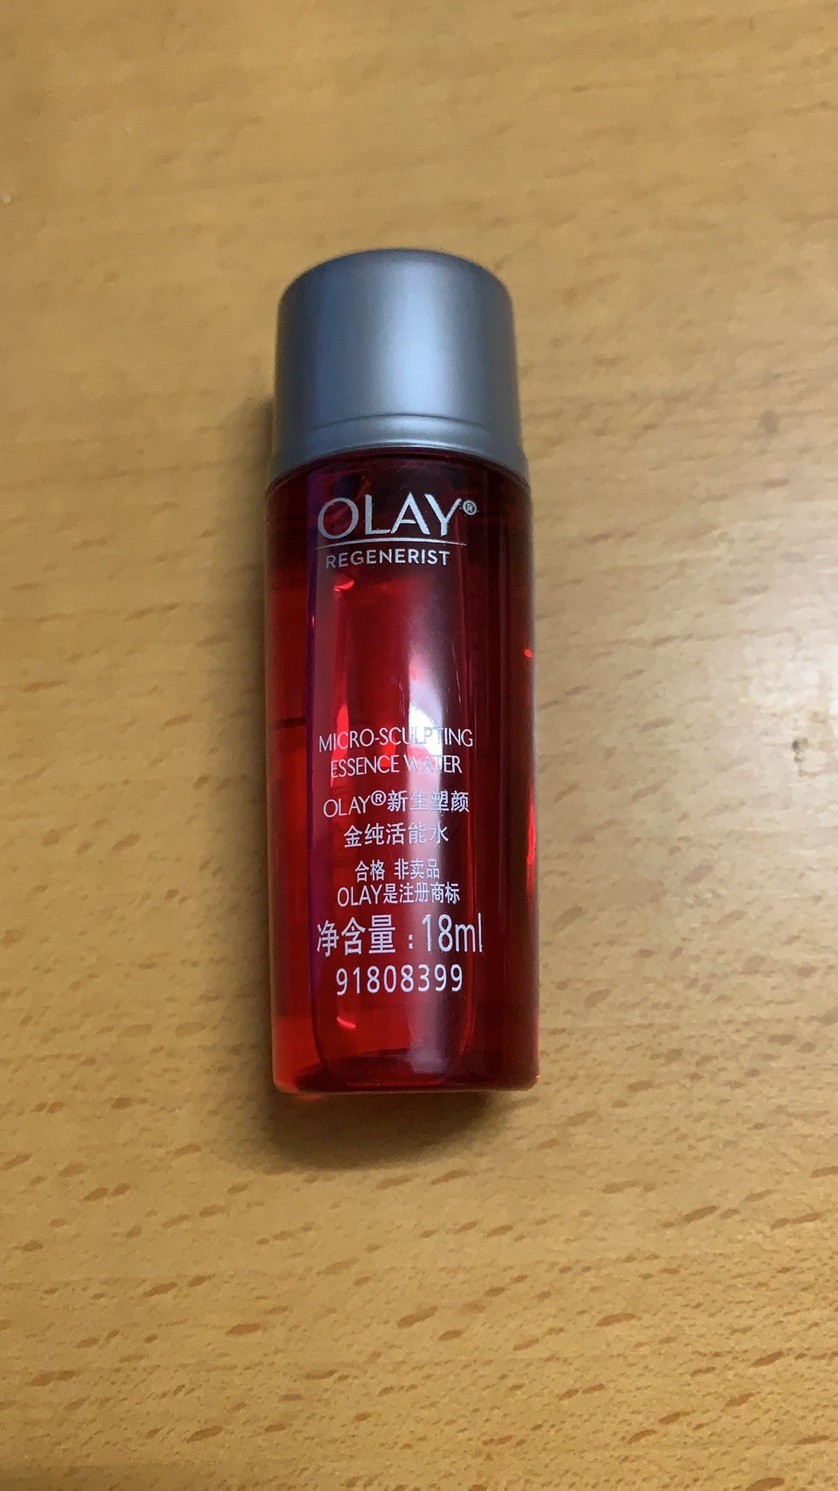 OLAY®
REGENERIST
MICRO-SCULPTING
ESSENCE WATER
OLAY®新生塑颜
金纯活能水
合格 非卖品
OLAY是注册商标
净含量:18ml
91808399